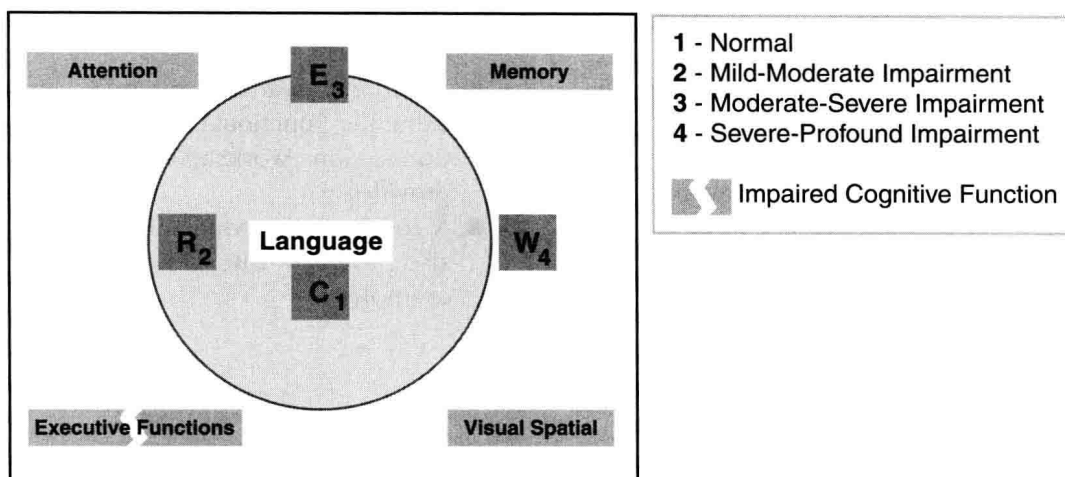 Attention
E3
Memory
R2
Language
W4
C1
Executive Functions
Visual Spatial
1 - Normal
2 - Mild-Moderate Impairment
3 - Moderate-Severe Impairment
4 - Severe-Profound Impairment
Impaired Cognitive Function